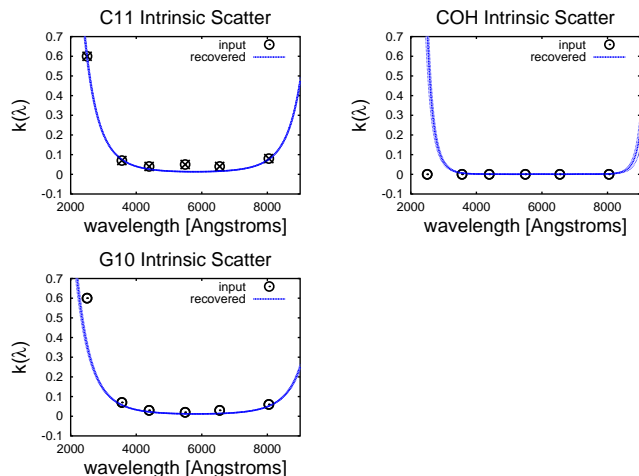 C11 Intrinsic Scatter
0.7
0.6
0.5
0.4
0.3
0.2
0.1
0
-0.1
k(λ)
input
recovered
2000 4000 6000 8000
wavelength [Angstroms]
COH Intrinsic Scatter
0.7
0.6
0.5
0.4
0.3
0.2
0.1
0
-0.1
k(λ)
input
recovered
2000 4000 6000 8000
wavelength [Angstroms]
G10 Intrinsic Scatter
0.7
0.6
0.5
0.4
0.3
0.2
0.1
0
-0.1
k(λ)
input
recovered
2000 4000 6000 8000
wavelength [Angstroms]